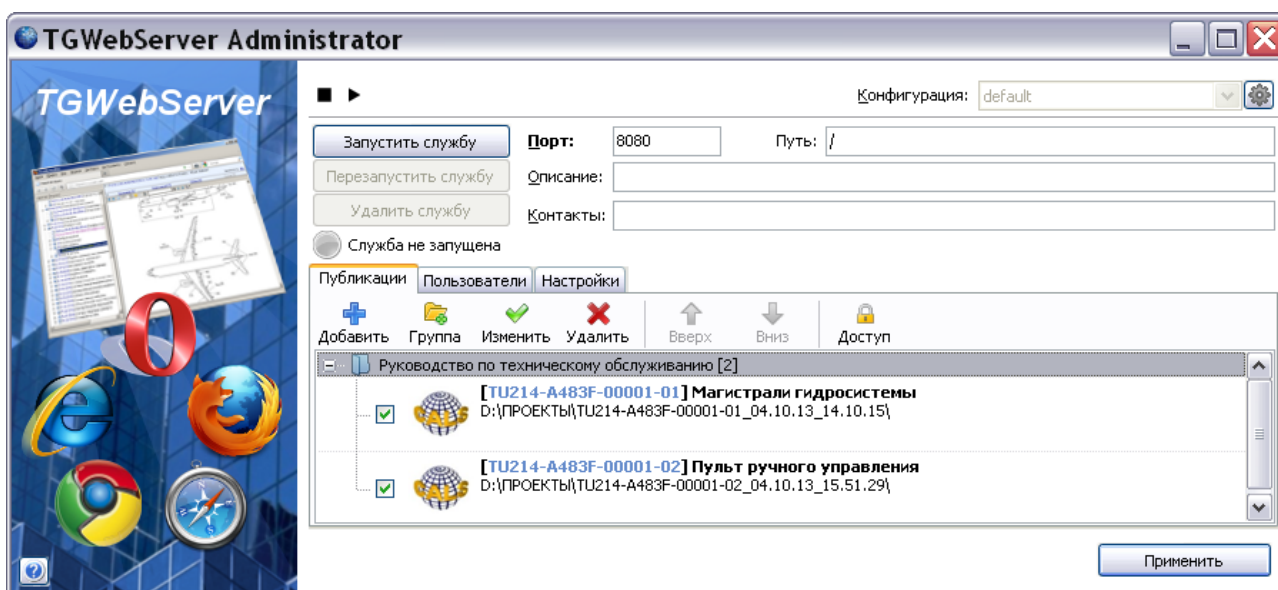 TGWebServer Administrator
TGWebServer
Конфигурация: default
Запустить службу Порт: 8080 Путь: /
Перезапустить службу Описание:
Удалить службу Контакты:
Служба не запущена
Публикации Пользователи Настройки
Добавить Группа Изменить Удалить Вверх Вниз Доступ
Руководство по техническому обслуживанию [2]
[TU214-A483F-00001-01] Магистрали гидросистемы
D:\ПРОЕКТЫ\TU214-A483F-00001-01_04.10.13_14.10.15\
[TU214-A483F-00001-02] Пульт ручного управления
D:\ПРОЕКТЫ\TU214-A483F-00001-02_04.10.13_15.51.29\
CALS
CALS
Применить